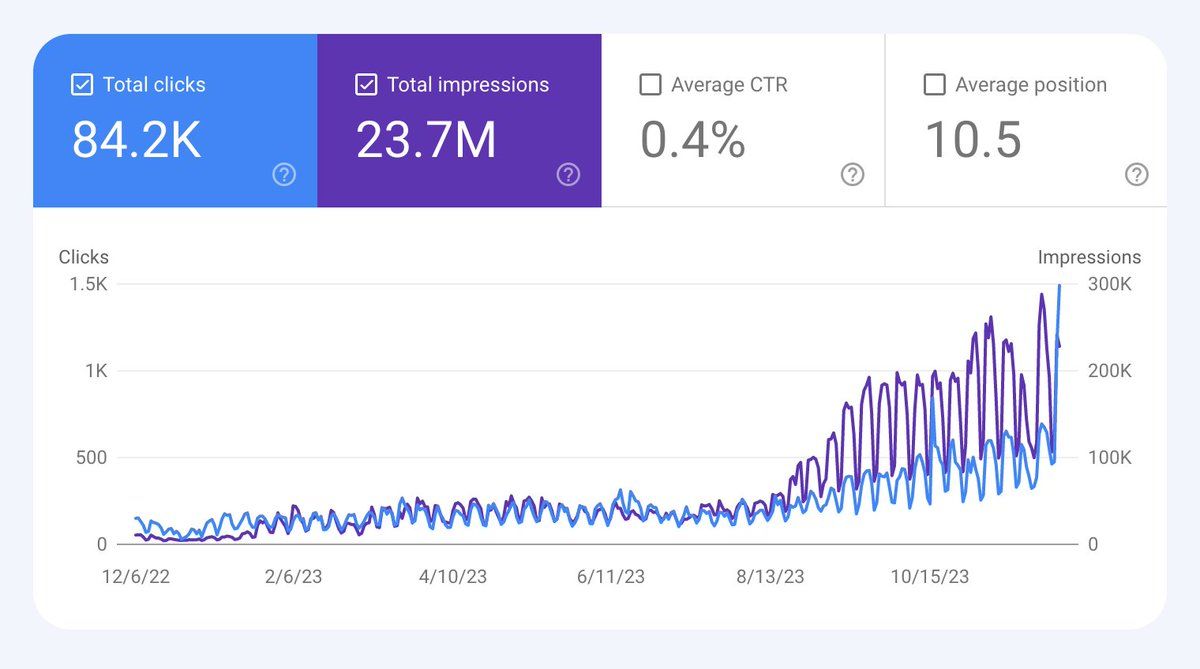 Total clicks
84.2K
Total impressions
23.7M
Average CTR
0.4%
Average position
10.5
Clicks
Impressions
1.5K
300K
1K
200K
500
100K
0
0
12/6/22 2/6/23 4/10/23 6/11/23 8/13/23 10/15/23